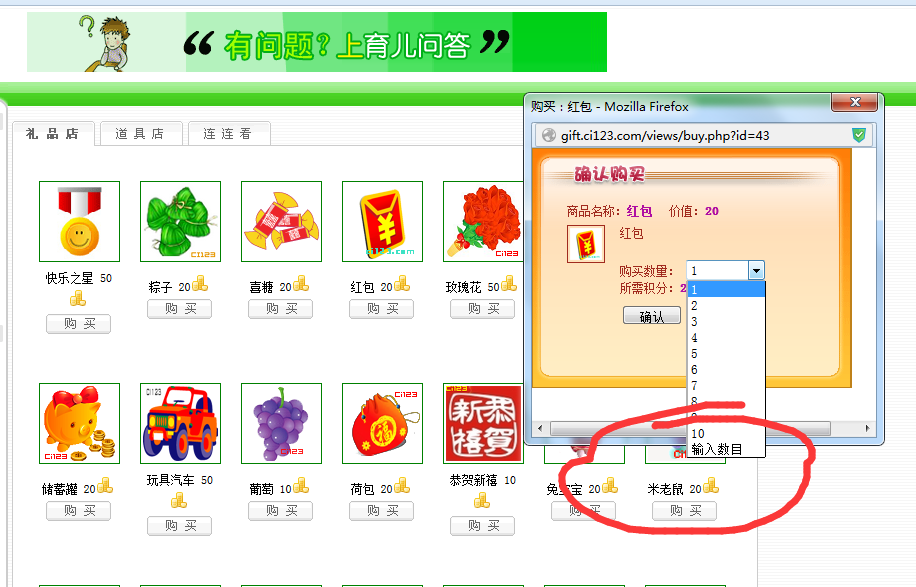 “ 有问题？上育儿问答 ”
礼品店 道具店 连连看
快乐之星 50
购买
粽子 20
购买
喜糖 20
购买
红包 20
购买
玫瑰花 50
购买
储蓄罐 20
购买
玩具汽车 50
购买
葡萄 10
购买
荷包 20
购买
恭贺新禧 10
购买
20
购买
米老鼠 20
购买
购买：红包 - Mozilla Firefox
gift.ci123.com/views/buy.php?id=43
确认购买
商品名称：红包 价值：20
红包
购买数量： 1
所需积分：2
确认
1
2
3
4
5
6
7
8
10
输入数目